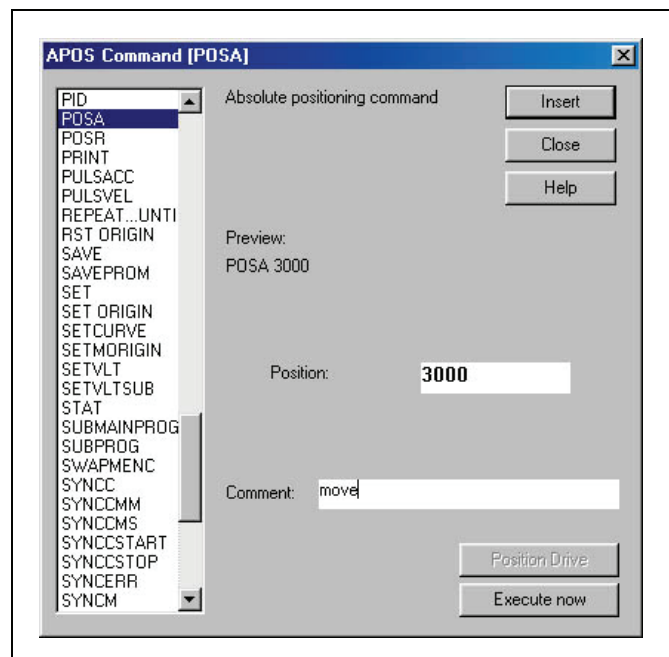 APOS Command [POSA]
PID
POSA
POSR
PRINT
PULSACC
PULSVEL
REPEAT...UNTI
RST ORIGIN
SAVE
SAVEPROM
SET
SET ORIGIN
SETCURVE
SETMORIGIN
SETVLT
SETVLTSUB
STAT
SUBMAINPROG
SUBPROG
SWAPMENC
SYNCC
SYNCCMM
SYNCCMS
SYNCCSTART
SYNCCSTOP
SYNCERR
SYNCM
Absolute positioning command
Insert
Close
Help
Preview:
POSA 3000
Position: 3000
Comment: move
Position Drive
Execute now